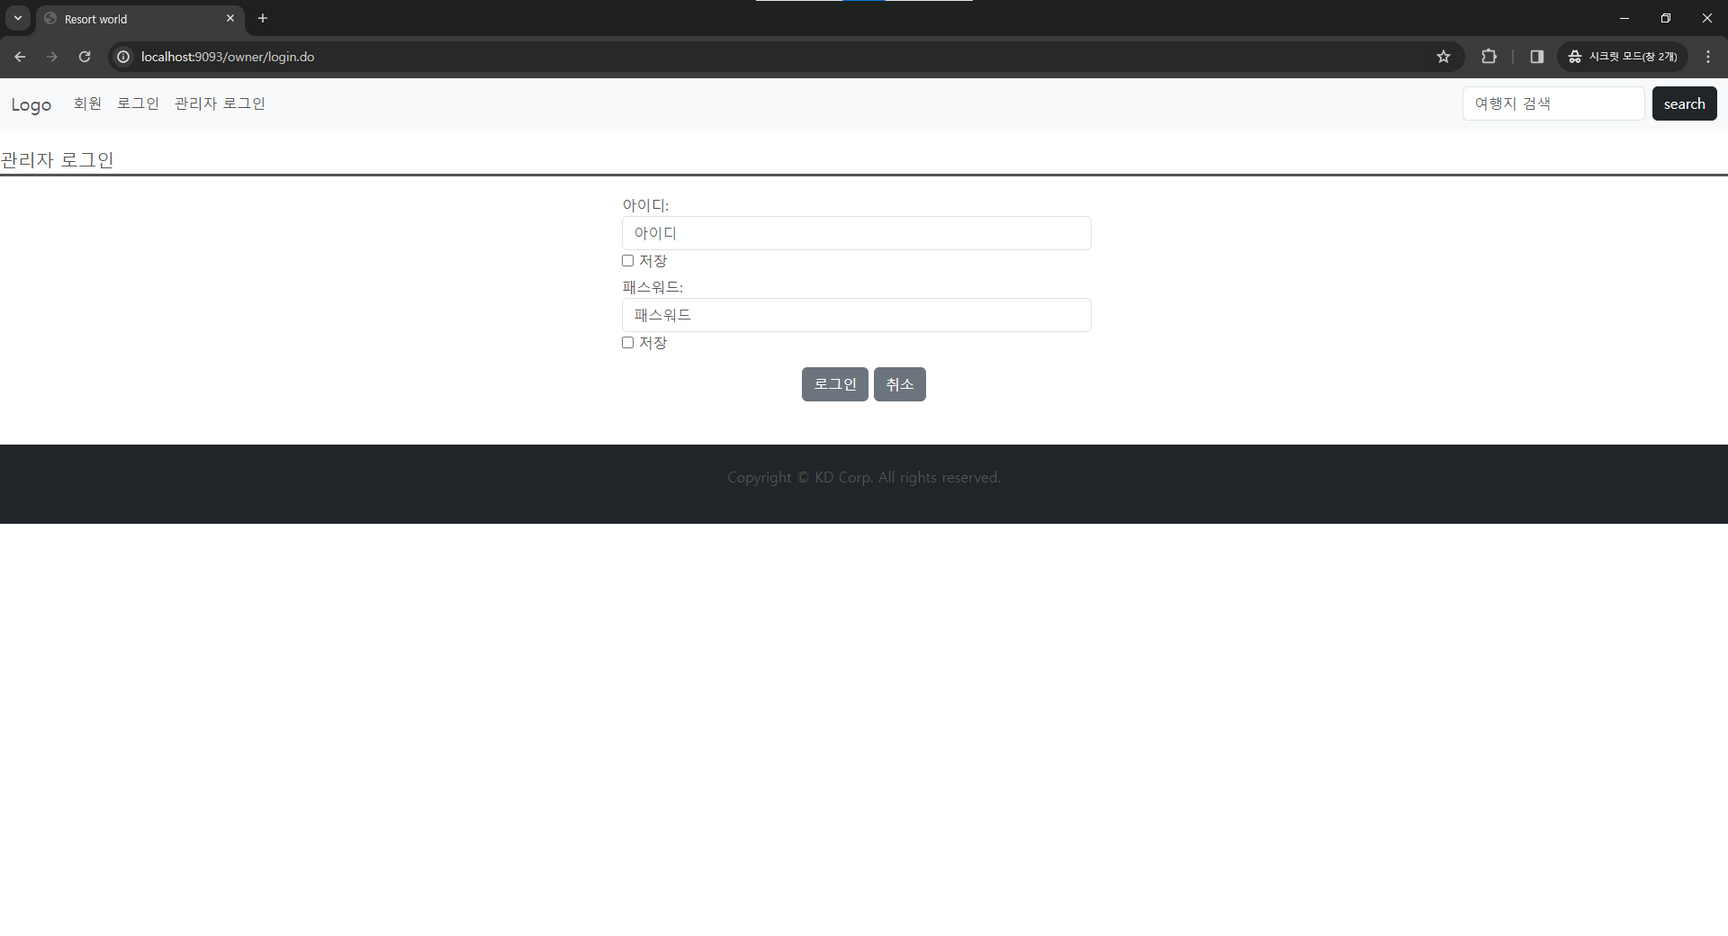 Resort world
localhost:9093/owner/login.do
시크릿 모드(창 2개)
Logo 회원 로그인 관리자 로그인 여행지 검색 search
관리자 로그인
아이디:
아이디
저장
패스워드:
패스워드
저장
로그인 취소
Copyright © KD Corp. All rights reserved.